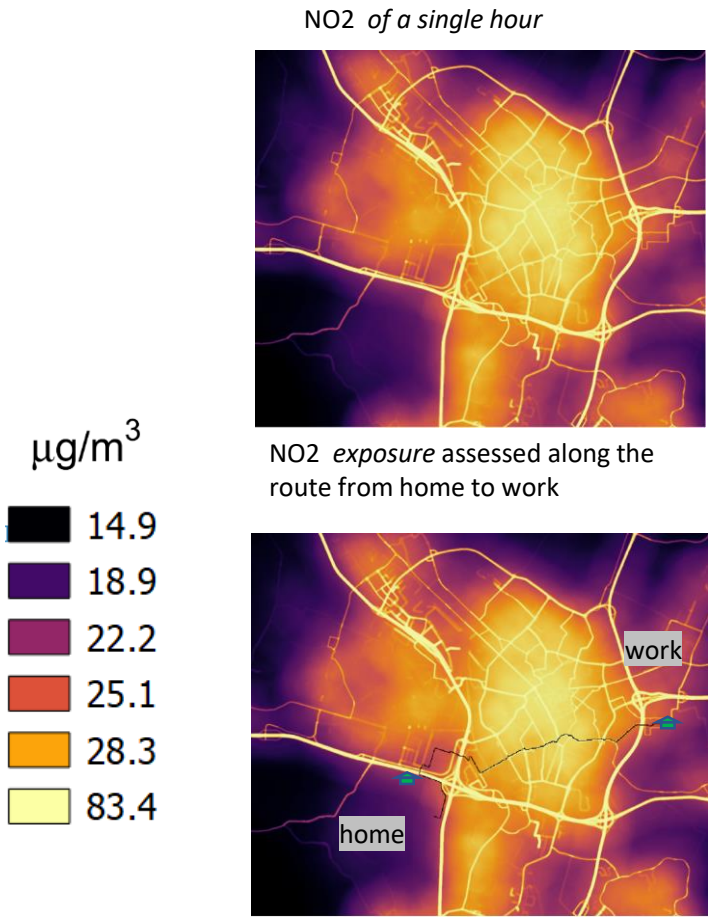 NO2 of a single hour
μg/m³
14.9
18.9
22.2
25.1
28.3
83.4
NO2 exposure assessed along the
route from home to work
work
home